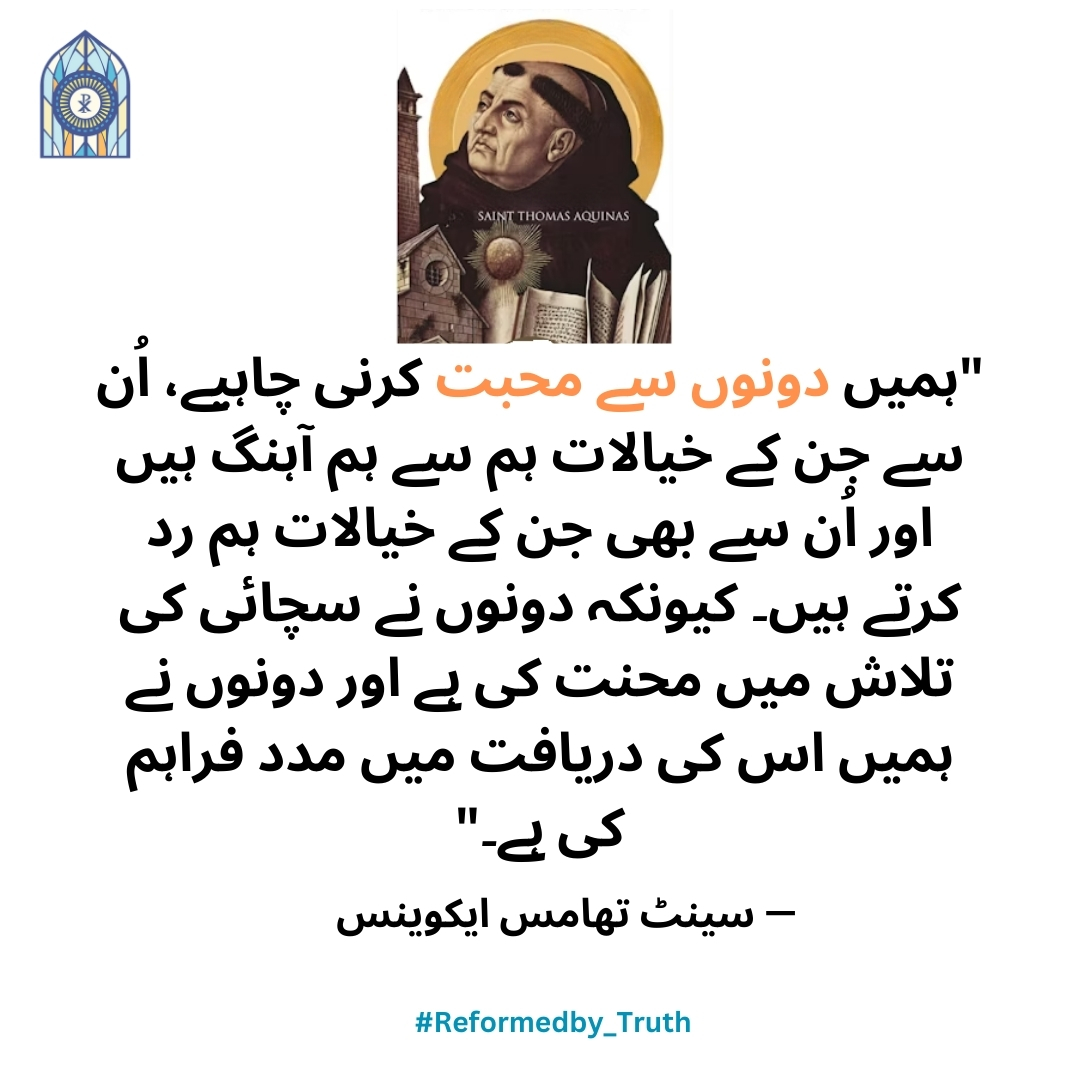 SAINT THOMAS AQUINAS
"ہمیں دونوں سے محبت کرنی چاہیے، اُن
سے جن کے خیالات ہم سے ہم آہنگ ہیں
اور اُن سے بھی جن کے خیالات ہم رد
کرتے ہیں۔ کیونکہ دونوں نے سچائی کی
تلاش میں محنت کی ہے اور دونوں نے
ہمیں اس کی دریافت میں مدد فراہم
کی ہے۔"
— سینٹ تھامس ایکوینس
#Reformedby_Truth